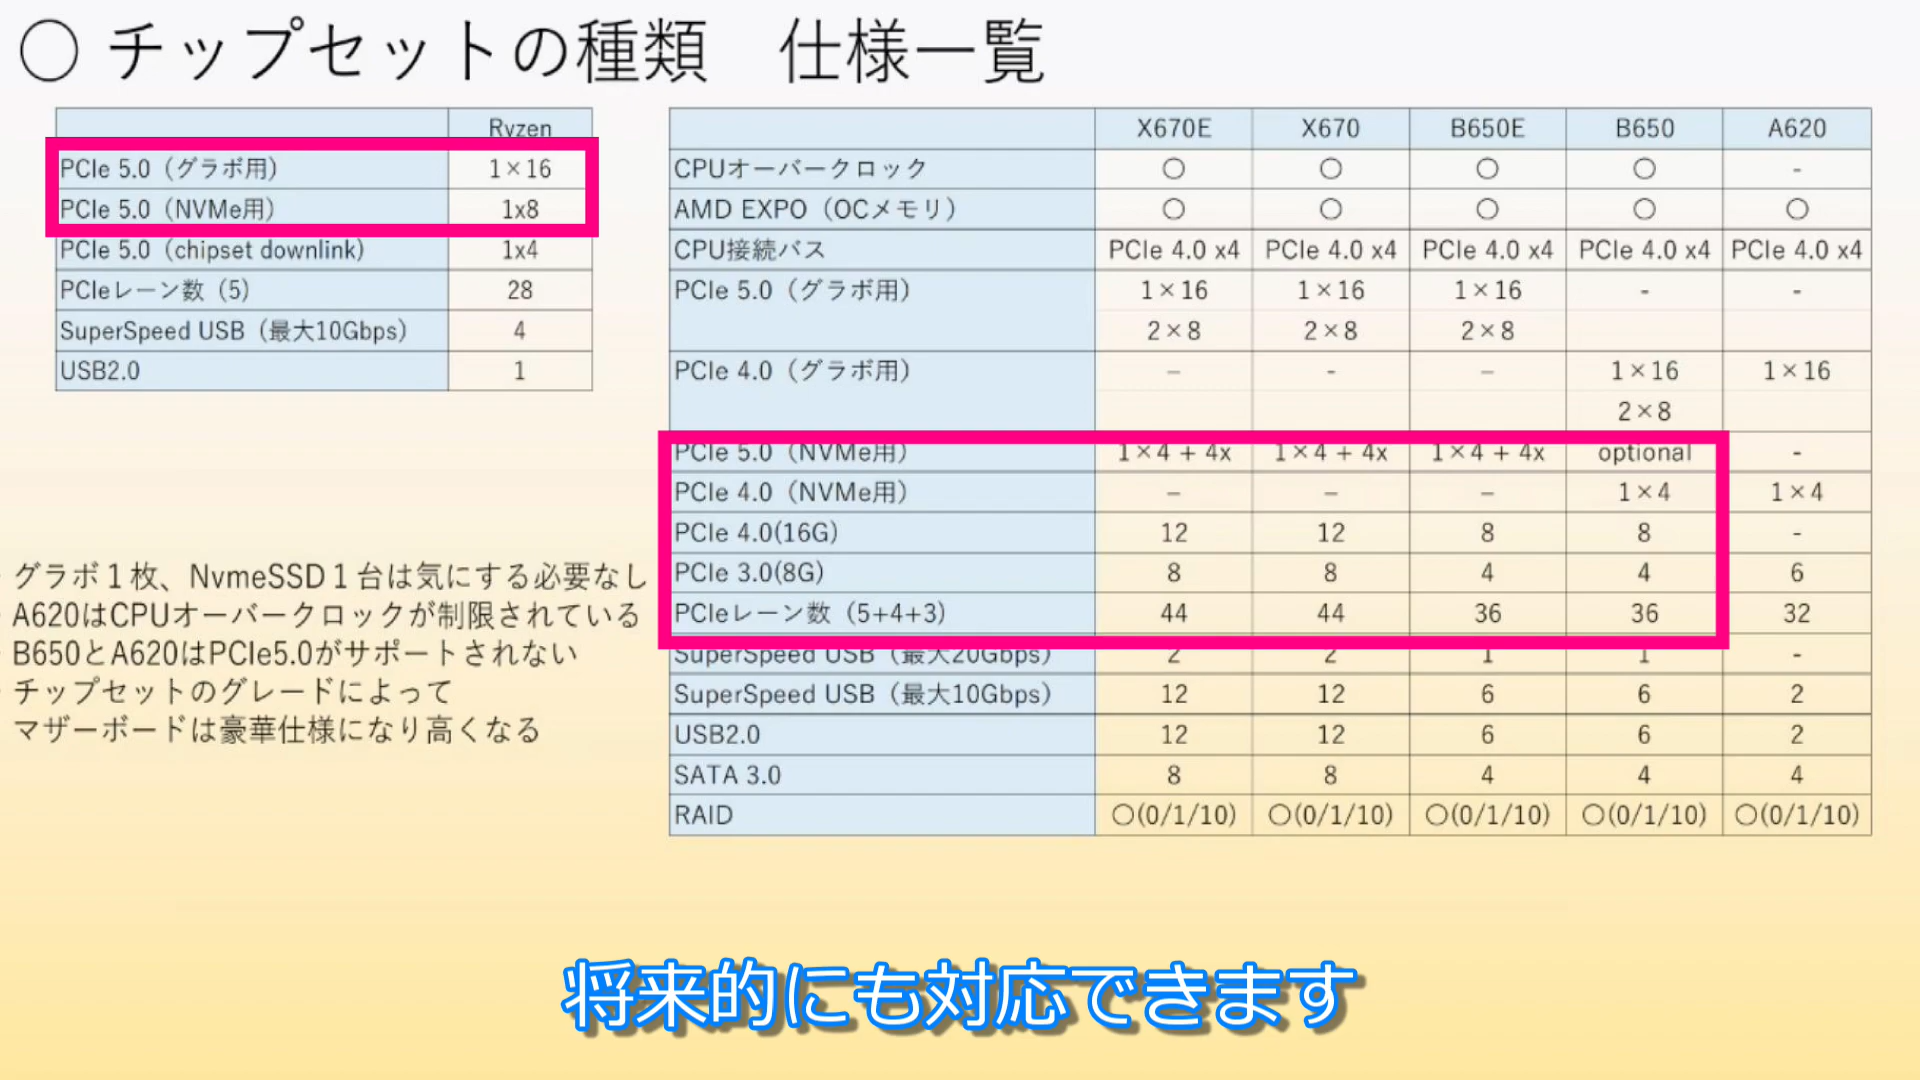 〇 チップセットの種類　仕様一覧
Ryzen
PCIe 5.0（グラボ用） 1×16
PCIe 5.0（NVMe用） 1x8
PCIe 5.0（chipset downlink） 1x4
PCIeレーン数（5） 28
SuperSpeed USB（最大10Gbps） 4
USB2.0 1
X670E X670 B650E B650 A620
CPUオーバークロック 〇 〇 〇 〇 -
AMD EXPO（OCメモリ） 〇 〇 〇 〇 〇
CPU接続バス PCIe 4.0 x4 PCIe 4.0 x4 PCIe 4.0 x4 PCIe 4.0 x4 PCIe 4.0 x4
PCIe 5.0（グラボ用） 1×16 1×16 1×16 - -
2×8 2×8 2×8
PCIe 4.0（グラボ用） – - – 1×16 1×16
2×8
PCIe 5.0（NVMe用） 1×4 + 4x 1×4 + 4x 1×4 + 4x optional -
PCIe 4.0（NVMe用） – – – 1×4 1×4
PCIe 4.0(16G) 12 12 8 8 -
PCIe 3.0(8G) 8 8 4 4 6
PCIeレーン数（5+4+3） 44 44 36 36 32
SuperSpeed USB（最大20Gbps） 2 2 1 1 -
SuperSpeed USB（最大10Gbps） 12 12 6 6 2
USB2.0 12 12 6 6 2
SATA 3.0 8 8 4 4 4
RAID 〇(0/1/10) 〇(0/1/10) 〇(0/1/10) 〇(0/1/10) 〇(0/1/10)
・グラボ１枚、NvmeSSD１台は気にする必要なし
・A620はCPUオーバークロックが制限されている
・B650とA620はPCIe5.0がサポートされない
・チップセットのグレードによって
マザーボードは豪華仕様になり高くなる
将来的にも対応できます